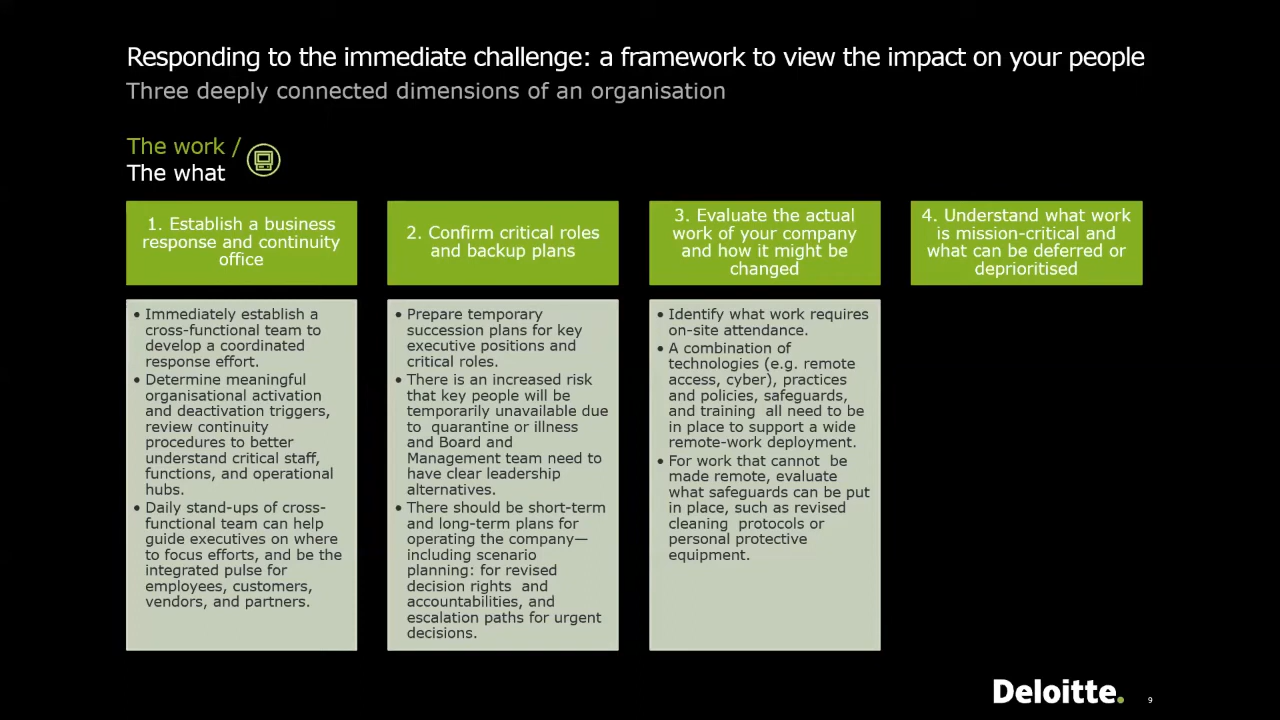 Responding to the immediate challenge: a framework to view the impact on your people
Three deeply connected dimensions of an organisation
The work /
The what
1. Establish a business
response and continuity
office
• Immediately establish a
cross-functional team to
develop a coordinated
response effort.
• Determine meaningful
organisational activation
and deactivation triggers,
review continuity
procedures to better
understand critical staff,
functions, and operational
hubs.
• Daily stand-ups of cross-
functional team can help
guide executives on where
to focus efforts, and be the
integrated pulse for
employees, customers,
vendors, and partners.
2. Confirm critical roles
and backup plans
• Prepare temporary
succession plans for key
executive positions and
critical roles.
• There is an increased risk
that key people will be
temporarily unavailable due
to quarantine or illness
and Board and
Management team need to
have clear leadership
alternatives.
• There should be short-term
and long-term plans for
operating the company—
including scenario
planning: for revised
decision rights and
accountabilities, and
escalation paths for urgent
decisions.
3. Evaluate the actual
work of your company
and how it might be
changed
• Identify what work requires
on-site attendance.
• A combination of
technologies (e.g. remote
access, cyber), practices
and policies, safeguards,
and training all need to be
in place to support a wide
remote-work deployment.
• For work that cannot be
made remote, evaluate
what safeguards can be put
in place, such as revised
cleaning protocols or
personal protective
equipment.
4. Understand what work
is mission-critical and
what can be deferred or
deprioritised
Deloitte.
9